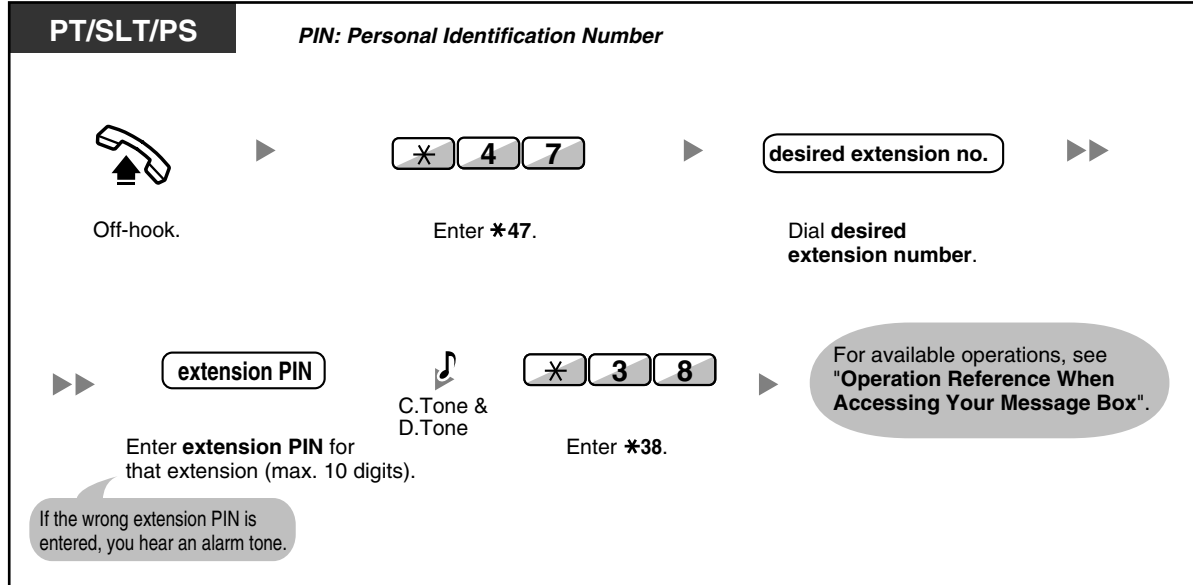 PT/SLT/PS
PIN: Personal Identification Number
* 4 7
desired extension no.
Off-hook.
Enter *47.
Dial desired
extension number.
extension PIN
C.Tone &
D.Tone
* 3 8
For available operations, see
"Operation Reference When
Accessing Your Message Box".
Enter extension PIN for
that extension (max. 10 digits).
Enter *38.
If the wrong extension PIN is
entered, you hear an alarm tone.